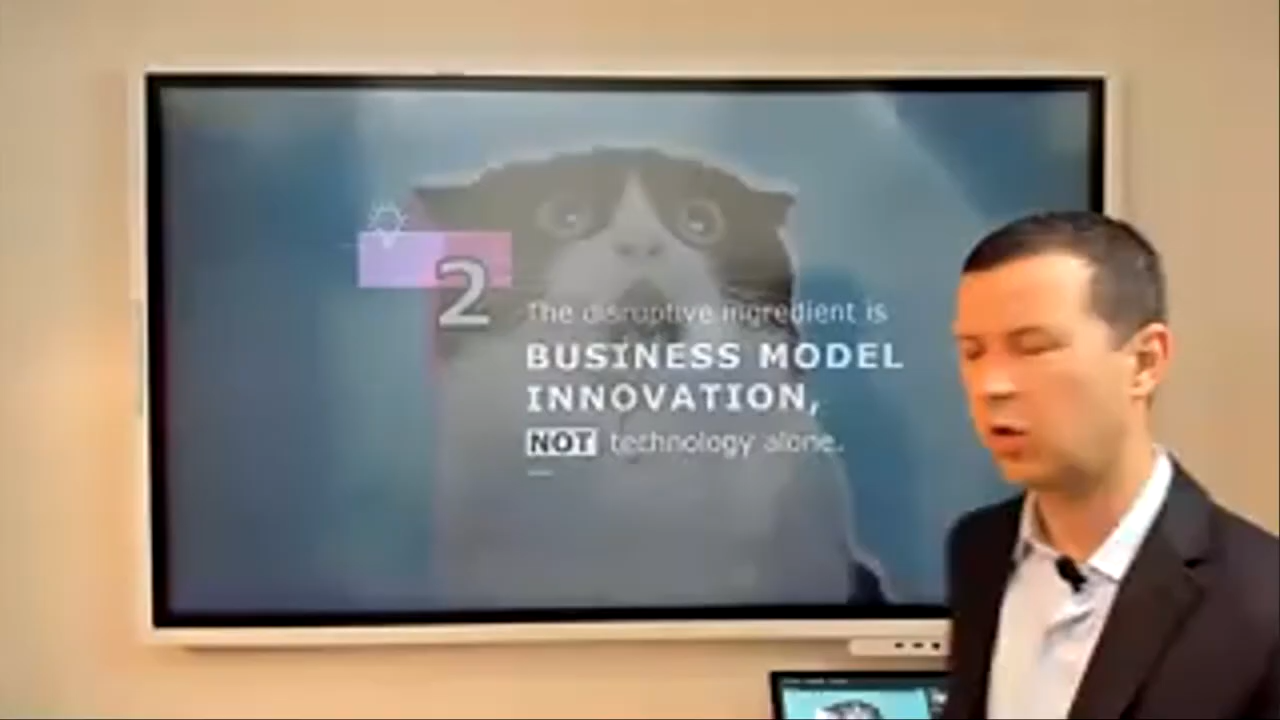 2
The disruptive ingredient is
BUSINESS MODEL
INNOVATION,
NOT technology alone.